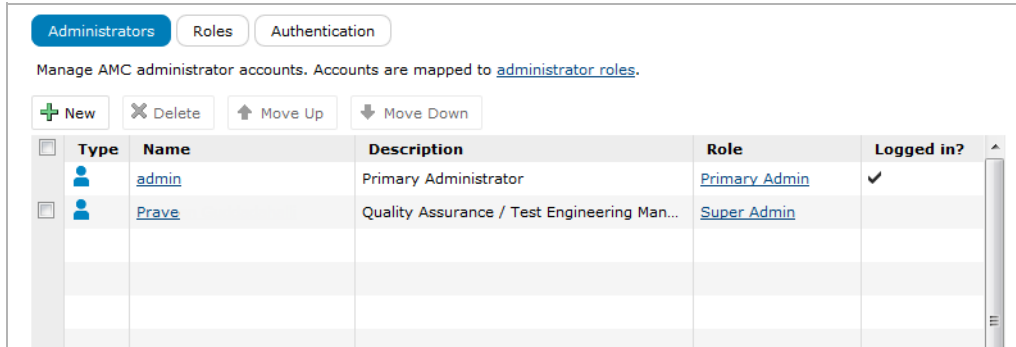 Administrators Roles Authentication
Manage AMC administrator accounts. Accounts are mapped to administrator roles.
New Delete Move Up Move Down
Type Name Description Role Logged in?
admin Primary Administrator Primary Admin
Prave Quality Assurance / Test Engineering Man... Super Admin